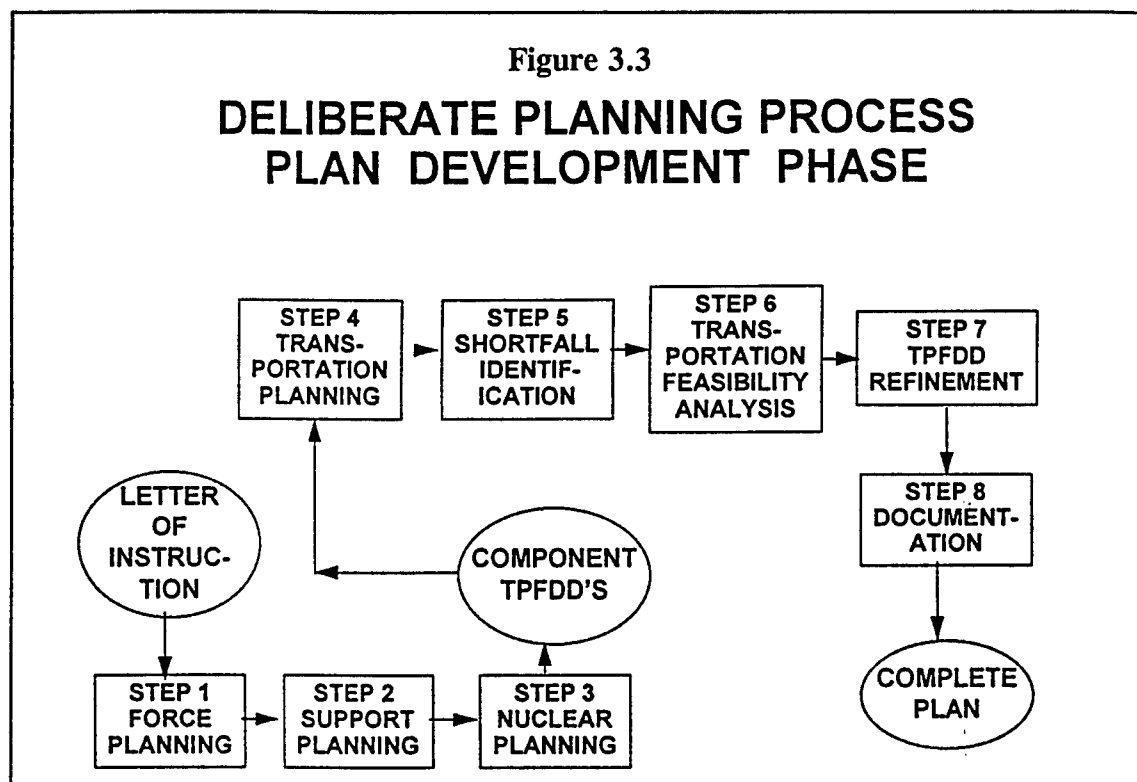 Figure 3.3
DELIBERATE PLANNING PROCESS
PLAN DEVELOPMENT PHASE
LETTER
OF
INSTRUC-
TION
STEP 1
FORCE
PLANNING
STEP 2
SUPPORT
PLANNING
STEP 3
NUCLEAR
PLANNING
COMPONENT
TPFDD'S
STEP 4
TRANS-
PORTATION
PLANNING
STEP 5
SHORTFALL
IDENTIF-
ICATION
STEP 6
TRANS-
PORTATION
FEASIBILITY
ANALYSIS
STEP 7
TPFDD
REFINEMENT
STEP 8
DOCUMENT-
ATION
COMPLETE
PLAN